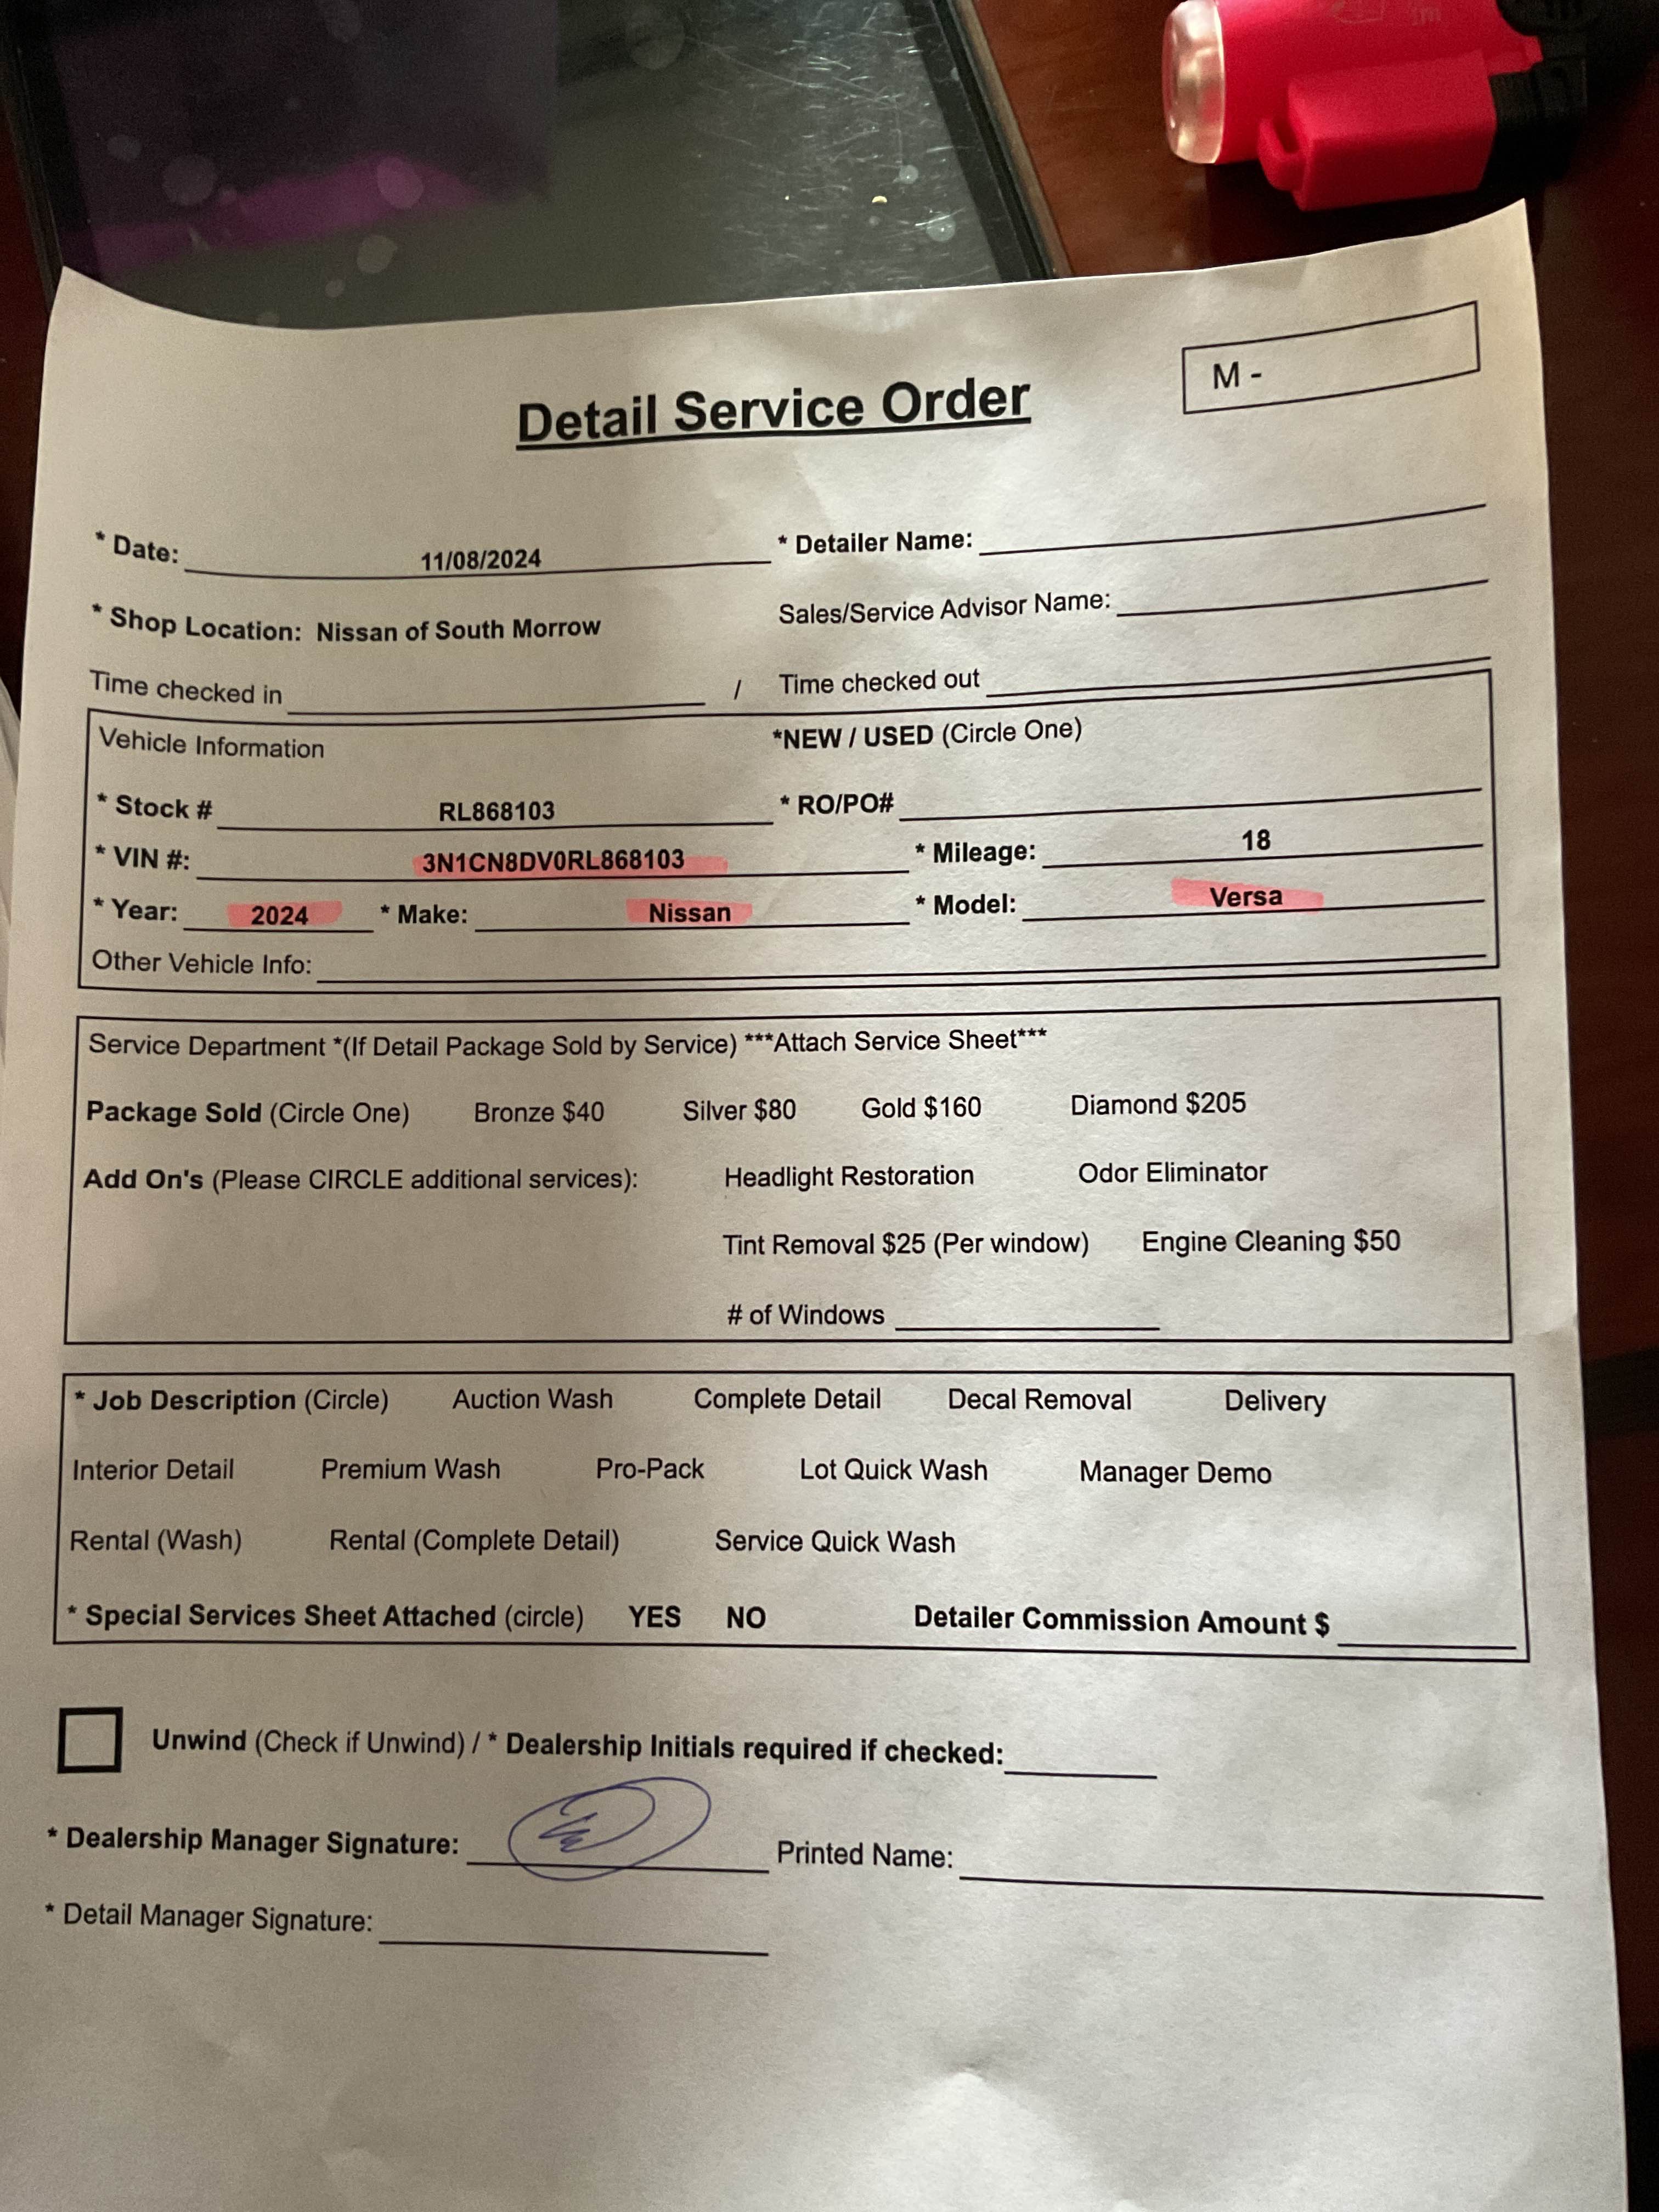 M -
Detail Service Order
* Date: 11/08/2024 * Detailer Name:
* Shop Location: Nissan of South Morrow Sales/Service Advisor Name:
Time checked in / Time checked out
Vehicle Information *NEW / USED (Circle One)
* Stock # RL868103 * RO/PO#
* VIN #: 3N1CN8DV0RL868103 * Mileage: 18
* Year: 2024 * Make: Nissan * Model: Versa
Other Vehicle Info:
Service Department *(If Detail Package Sold by Service) ***Attach Service Sheet***
Package Sold (Circle One) Bronze $40 Silver $80 Gold $160 Diamond $205
Add On's (Please CIRCLE additional services): Headlight Restoration Odor Eliminator
Tint Removal $25 (Per window) Engine Cleaning $50
# of Windows
* Job Description (Circle) Auction Wash Complete Detail Decal Removal Delivery
Interior Detail Premium Wash Pro-Pack Lot Quick Wash Manager Demo
Rental (Wash) Rental (Complete Detail) Service Quick Wash
* Special Services Sheet Attached (circle) YES NO Detailer Commission Amount $
Unwind (Check if Unwind) / * Dealership Initials required if checked:
* Dealership Manager Signature: Printed Name:
* Detail Manager Signature: